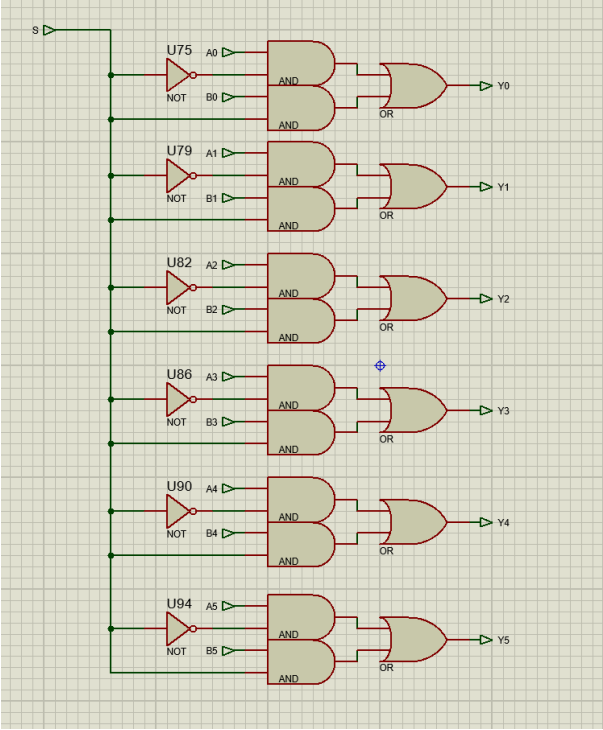 S
U75
A0
AND
Y0
NOT
B0
OR
AND
U79
A1
AND
Y1
NOT
B1
OR
AND
U82
A2
AND
Y2
NOT
B2
OR
AND
U86
A3
AND
Y3
NOT
B3
OR
AND
U90
A4
AND
Y4
NOT
B4
OR
AND
U94
A5
AND
Y5
NOT
B5
OR
AND